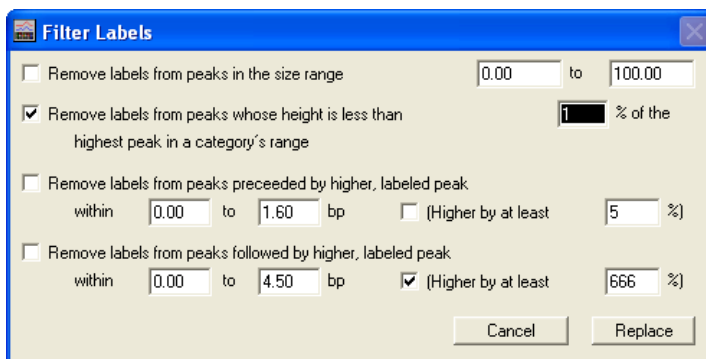 Filter Labels
Remove labels from peaks in the size range 0.00 to 100.00
Remove labels from peaks whose height is less than 1 % of the
highest peak in a category's range
Remove labels from peaks preceeded by higher, labeled peak
within 0.00 to 1.60 bp (Higher by at least 5 %)
Remove labels from peaks followed by higher, labeled peak
within 0.00 to 4.50 bp (Higher by at least 666 %)
Cancel Replace